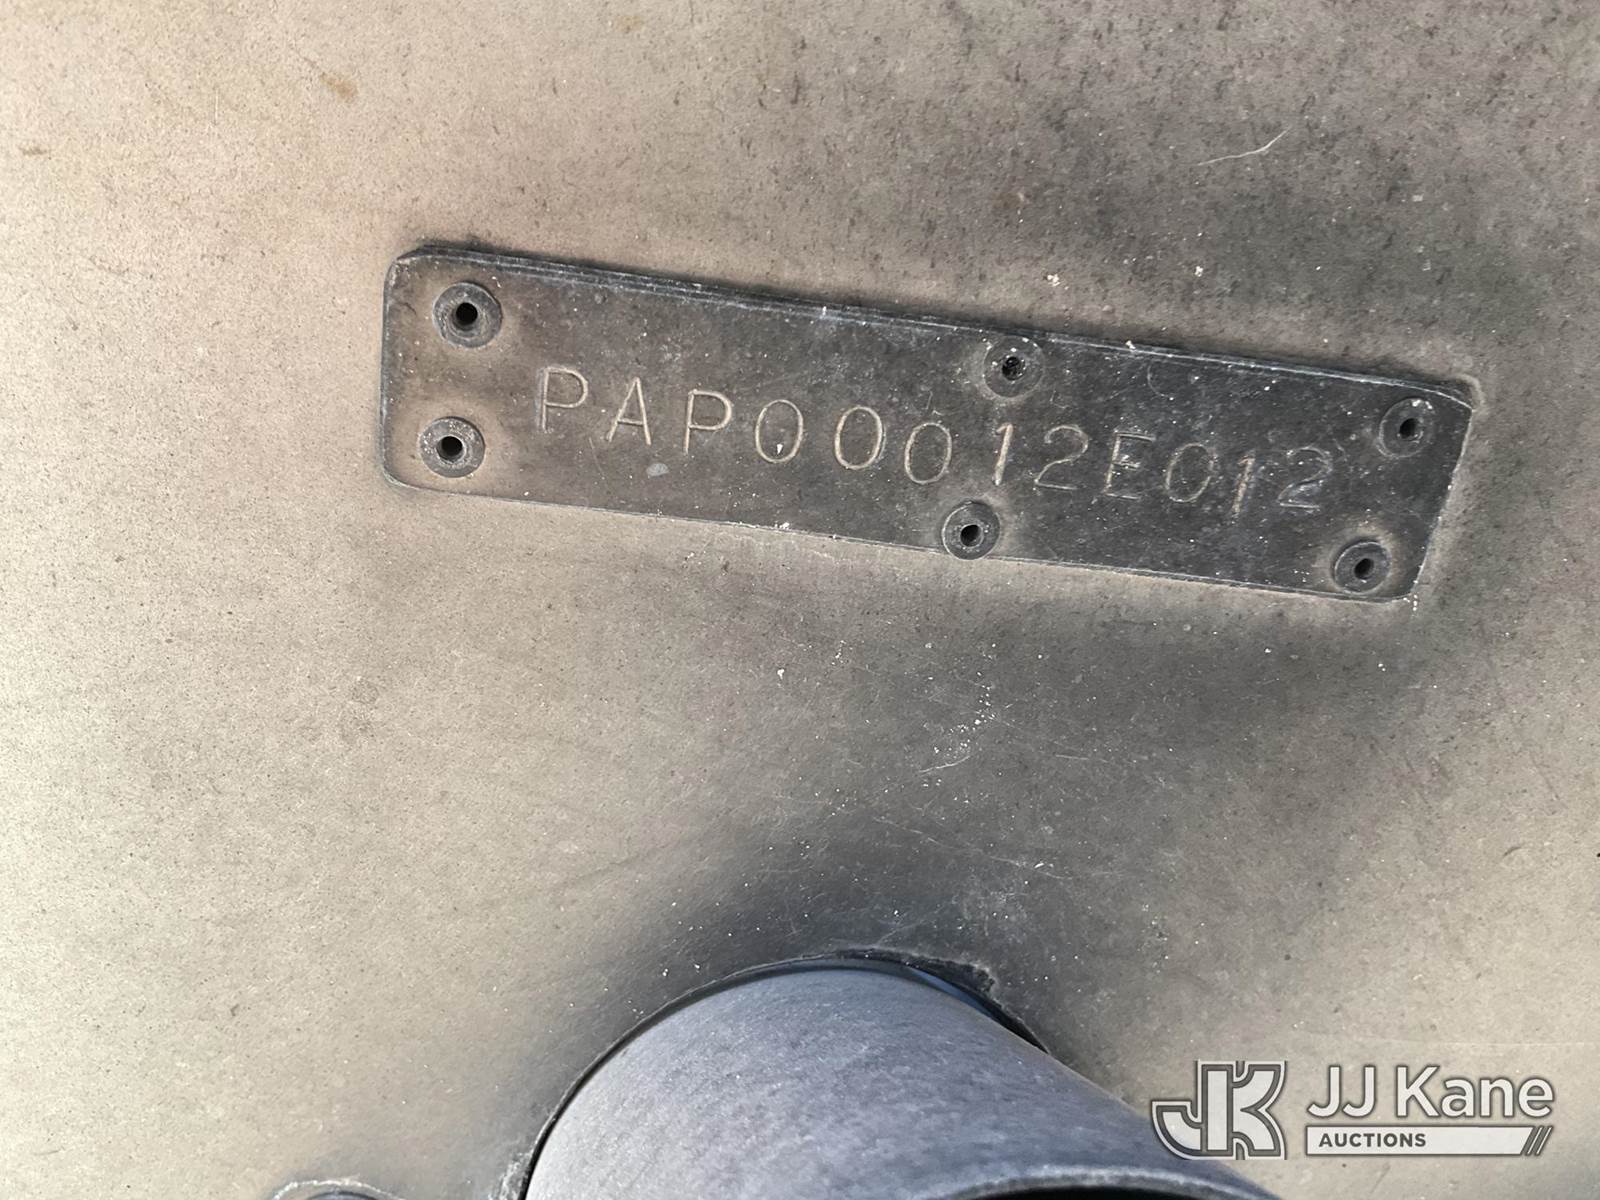 PAP00012E012
JJ Kane
AUCTIONS